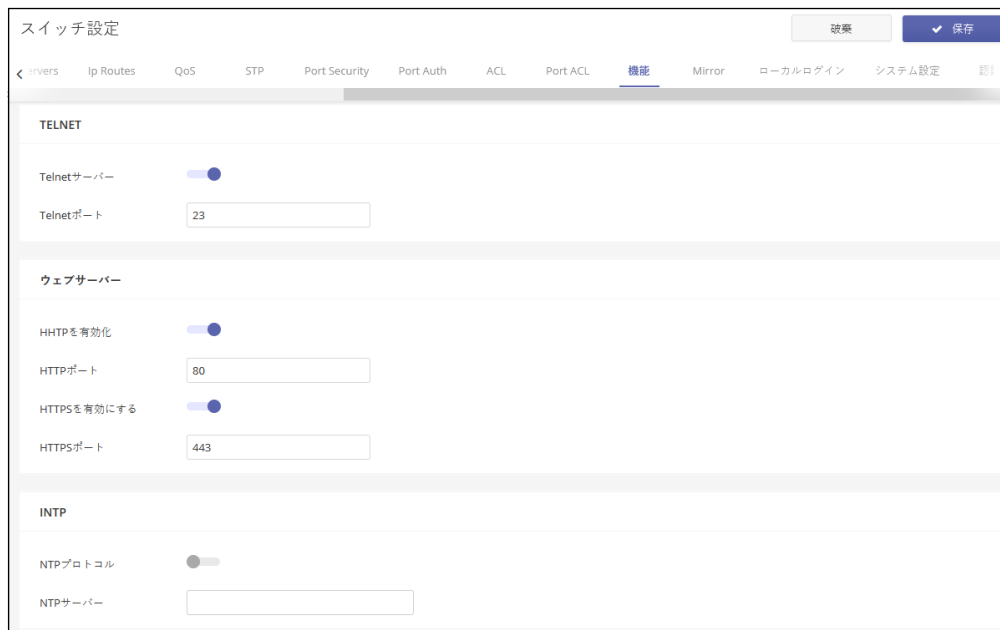 スイッチ設定
破棄
✔ 保存
ervers Ip Routes QoS STP Port Security Port Auth ACL Port ACL 機能 Mirror ローカルログイン システム設定
TELNET
Telnetサーバー
Telnetポート 23
ウェブサーバー
HHTPを有効化
HTTPポート 80
HTTPSを有効にする
HTTPSポート 443
INTP
NTPプロトコル
NTPサーバー